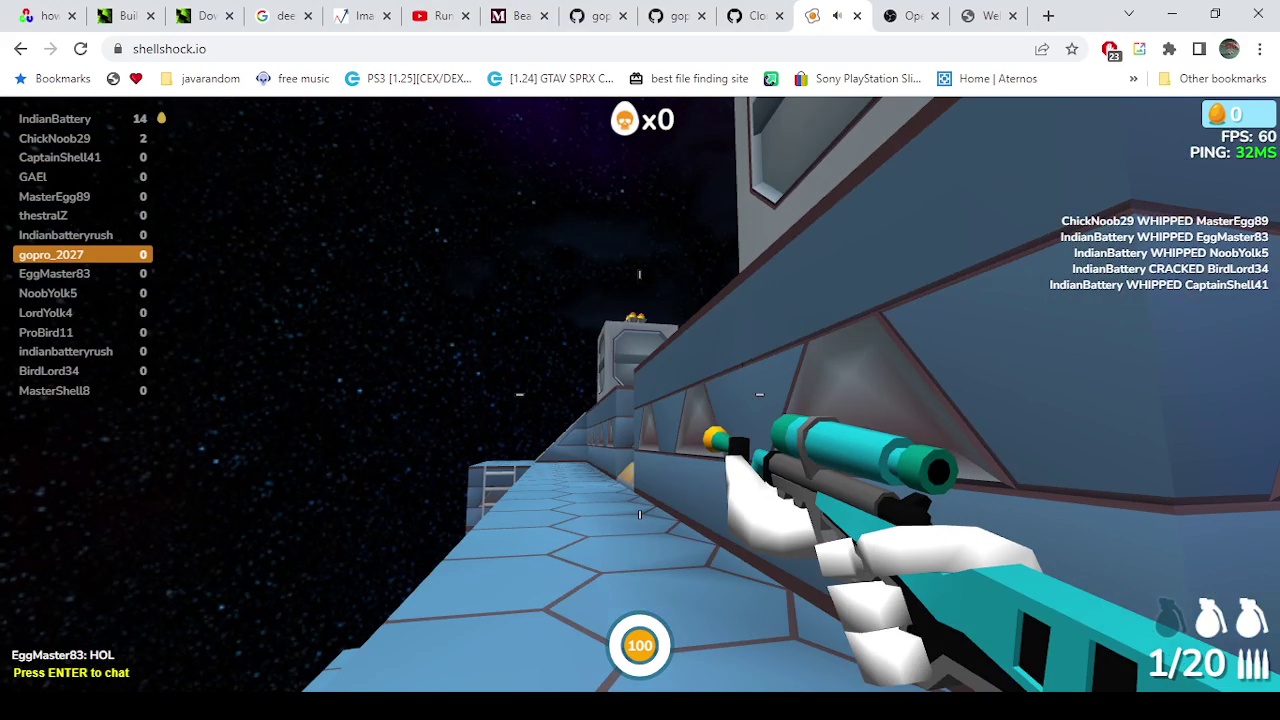 how
Buil
Dov
dee
Ima
Run
Bea
gop
gop
Clo
Ope
Wel
shellshock.io
23
Bookmarks
javarandom
free music
PS3 [1.25][CEX/DEX...
[1.24] GTAV SPRX C...
best file finding site
Sony PlayStation Sli...
Home | Aternos
»
Other bookmarks
IndianBattery 14
ChickNoob29 2
CaptainShell41 0
GAEl 0
MasterEgg89 0
thestralZ 0
Indianbatteryrush 0
gopro_2027 0
EggMaster83 0
NoobYolk5 0
LordYolk4 0
ProBird11 0
indianbatteryrush 0
BirdLord34 0
MasterShell8 0
x0
0
FPS: 60
PING: 32MS
ChickNoob29 WHIPPED MasterEgg89
IndianBattery WHIPPED EggMaster83
IndianBattery WHIPPED NoobYolk5
IndianBattery CRACKED BirdLord34
IndianBattery WHIPPED CaptainShell41
EggMaster83: HOL
Press ENTER to chat
100
1/20